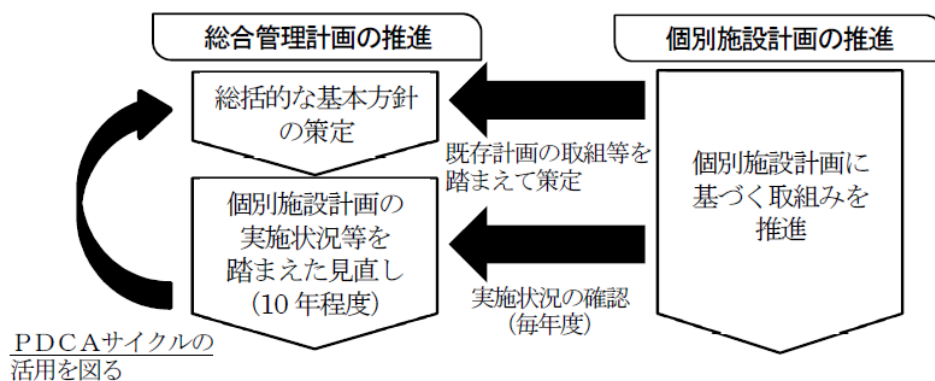 総合管理計画の推進
個別施設計画の推進
総括的な基本方針
の策定
既存計画の取組等を
踏まえて策定
個別施設計画に
基づく取組みを
推進
個別施設計画の
実施状況等を
踏まえた見直し
（10 年程度）
実施状況の確認
（毎年度）
ＰＤＣＡサイクルの
活用を図る